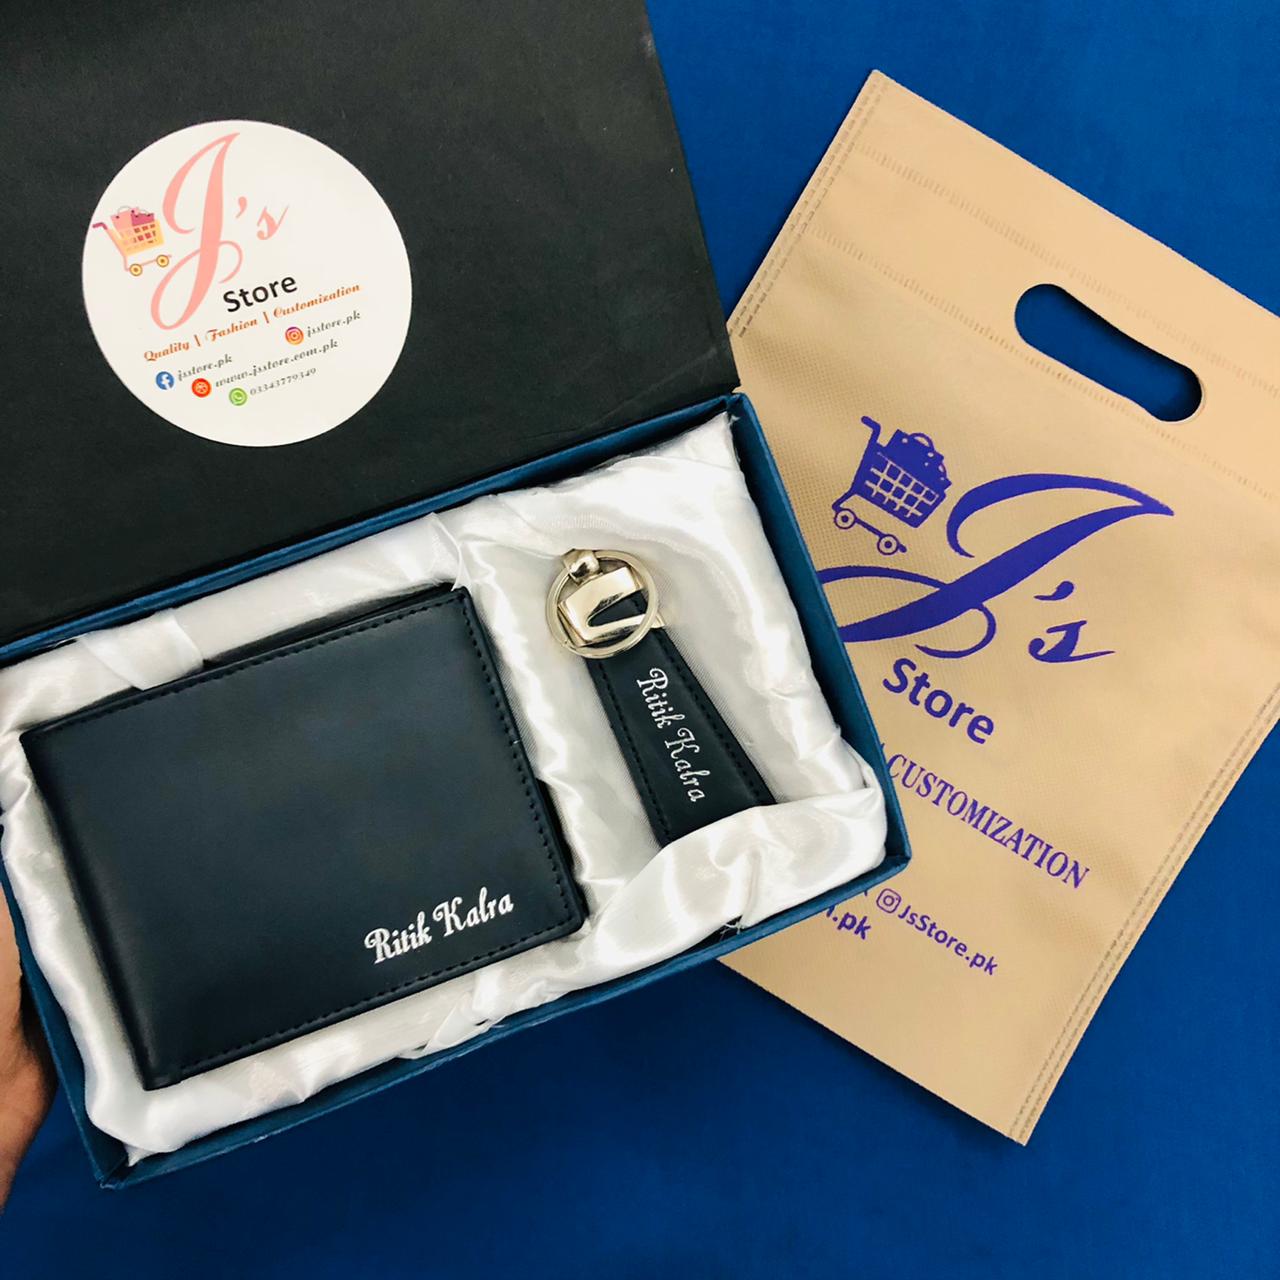 J's
Store
Quality | Fashion | Customization
jsstore.pk
jsstore.pk
www.jsstore.com.pk
03343779349
Ritik Kalra
Ritik Kalra
J's
Store
CUSTOMIZATION
JsStore.pk
.pk